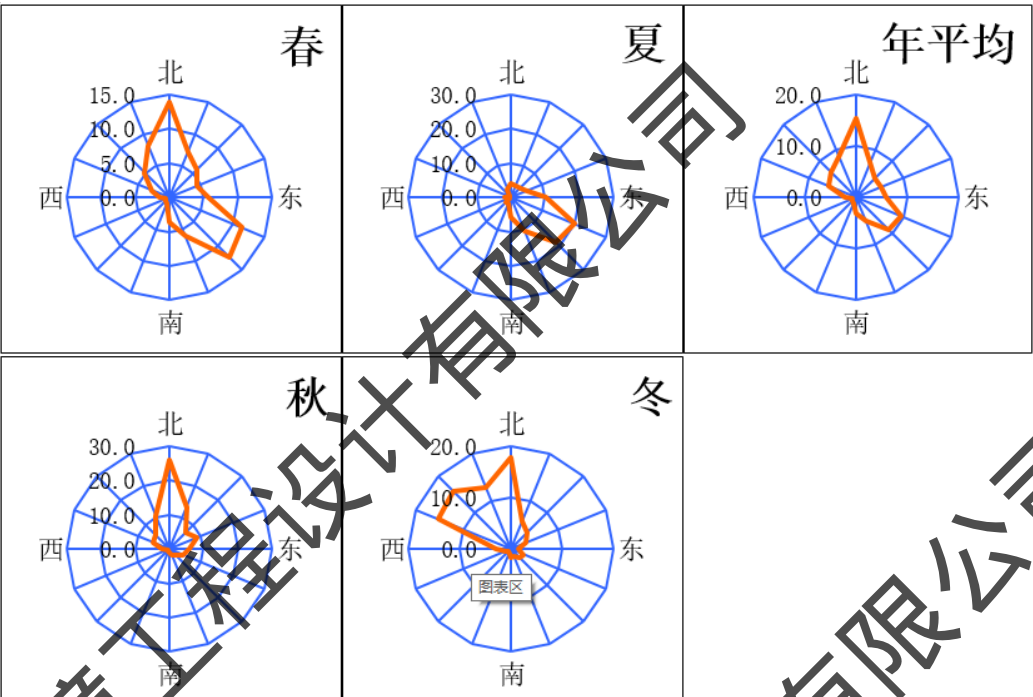 春
北
15.0
10.0
5.0
西 0.0 东
南
夏
北
30.0
20.0
10.0
西 0.0 东
南
年平均
北
20.0
10.0
西 0.0 东
南
秋
北
30.0
20.0
10.0
西 0.0 东
南
冬
北
20.0
10.0
西 0.0 东
图表区
南
工程设计有限公司
有限公司